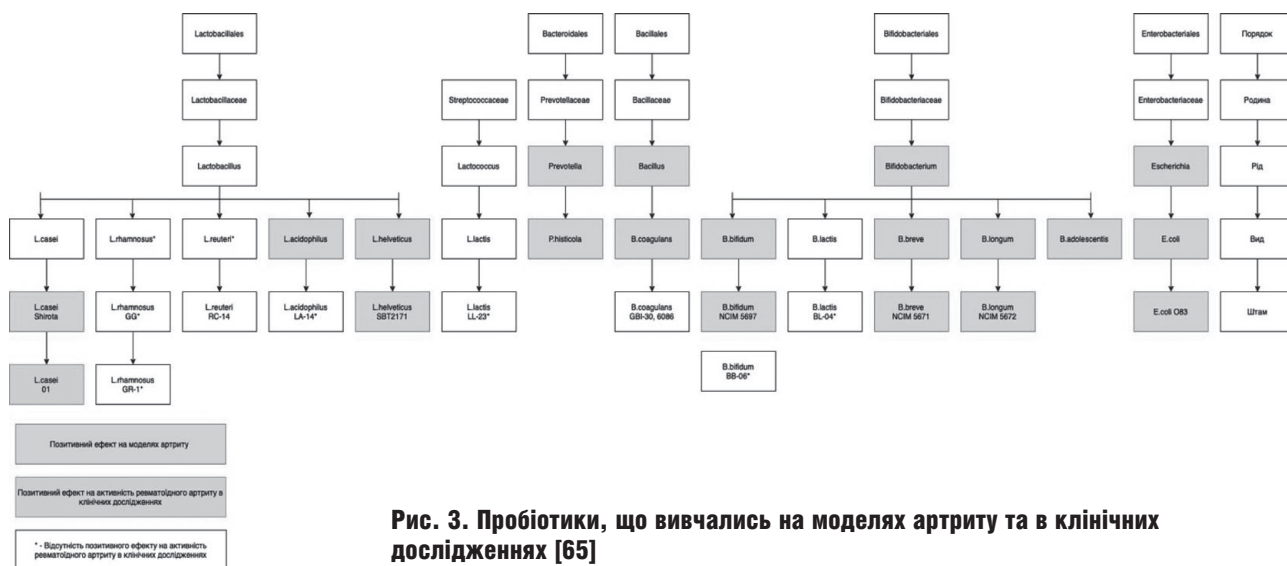 Lactobacillales
Bacteroidales
Bacillales
Bifidobacteriales
Enterobacteriales
Порядок
Lactobacillaceae
Streptococcaceae
Prevotellaceae
Bacillaceae
Bifidobacteriaceae
Enterobacteriaceae
Родина
Lactobacillus
Lactococcus
Prevotella
Bacillus
Bifidobacterium
Escherichia
Рід
L.casei
L.rhamnosus*
L.reuteri*
L.acidophilus
L.helveticus
L.lactis
P.histicola
B.coagulans
B.bifidum
B.lactis
B.breve
B.longum
B.adolescentis
E.coli
Вид
L.casei
Shirota
L.rhamnosus
GG*
L.reuteri
RC-14
L.acidophilus
LA-14*
L.helveticus
SBT2171
L.lactis
LL-23*
B.coagulans
GBI-30, 6086
B.bifidum
NCIM 5697
B.lactis
BL-04*
B.breve
NCIM 5671
B.longum
NCIM 5672
E.coli O83
Штам
L.casei
01
L.rhamnosus
GR-1*
B.bifidum
BB-06*
Позитивний ефект на моделях артриту
Позитивний ефект на активність ревматоїдного артриту в
клінічних дослідженнях
* - Відсутність позитивного ефекту на активність
ревматоїдного артриту в клінічних дослідженнях
Рис. 3. Пробіотики, що вивчались на моделях артриту та в клінічних
дослідженнях [65]